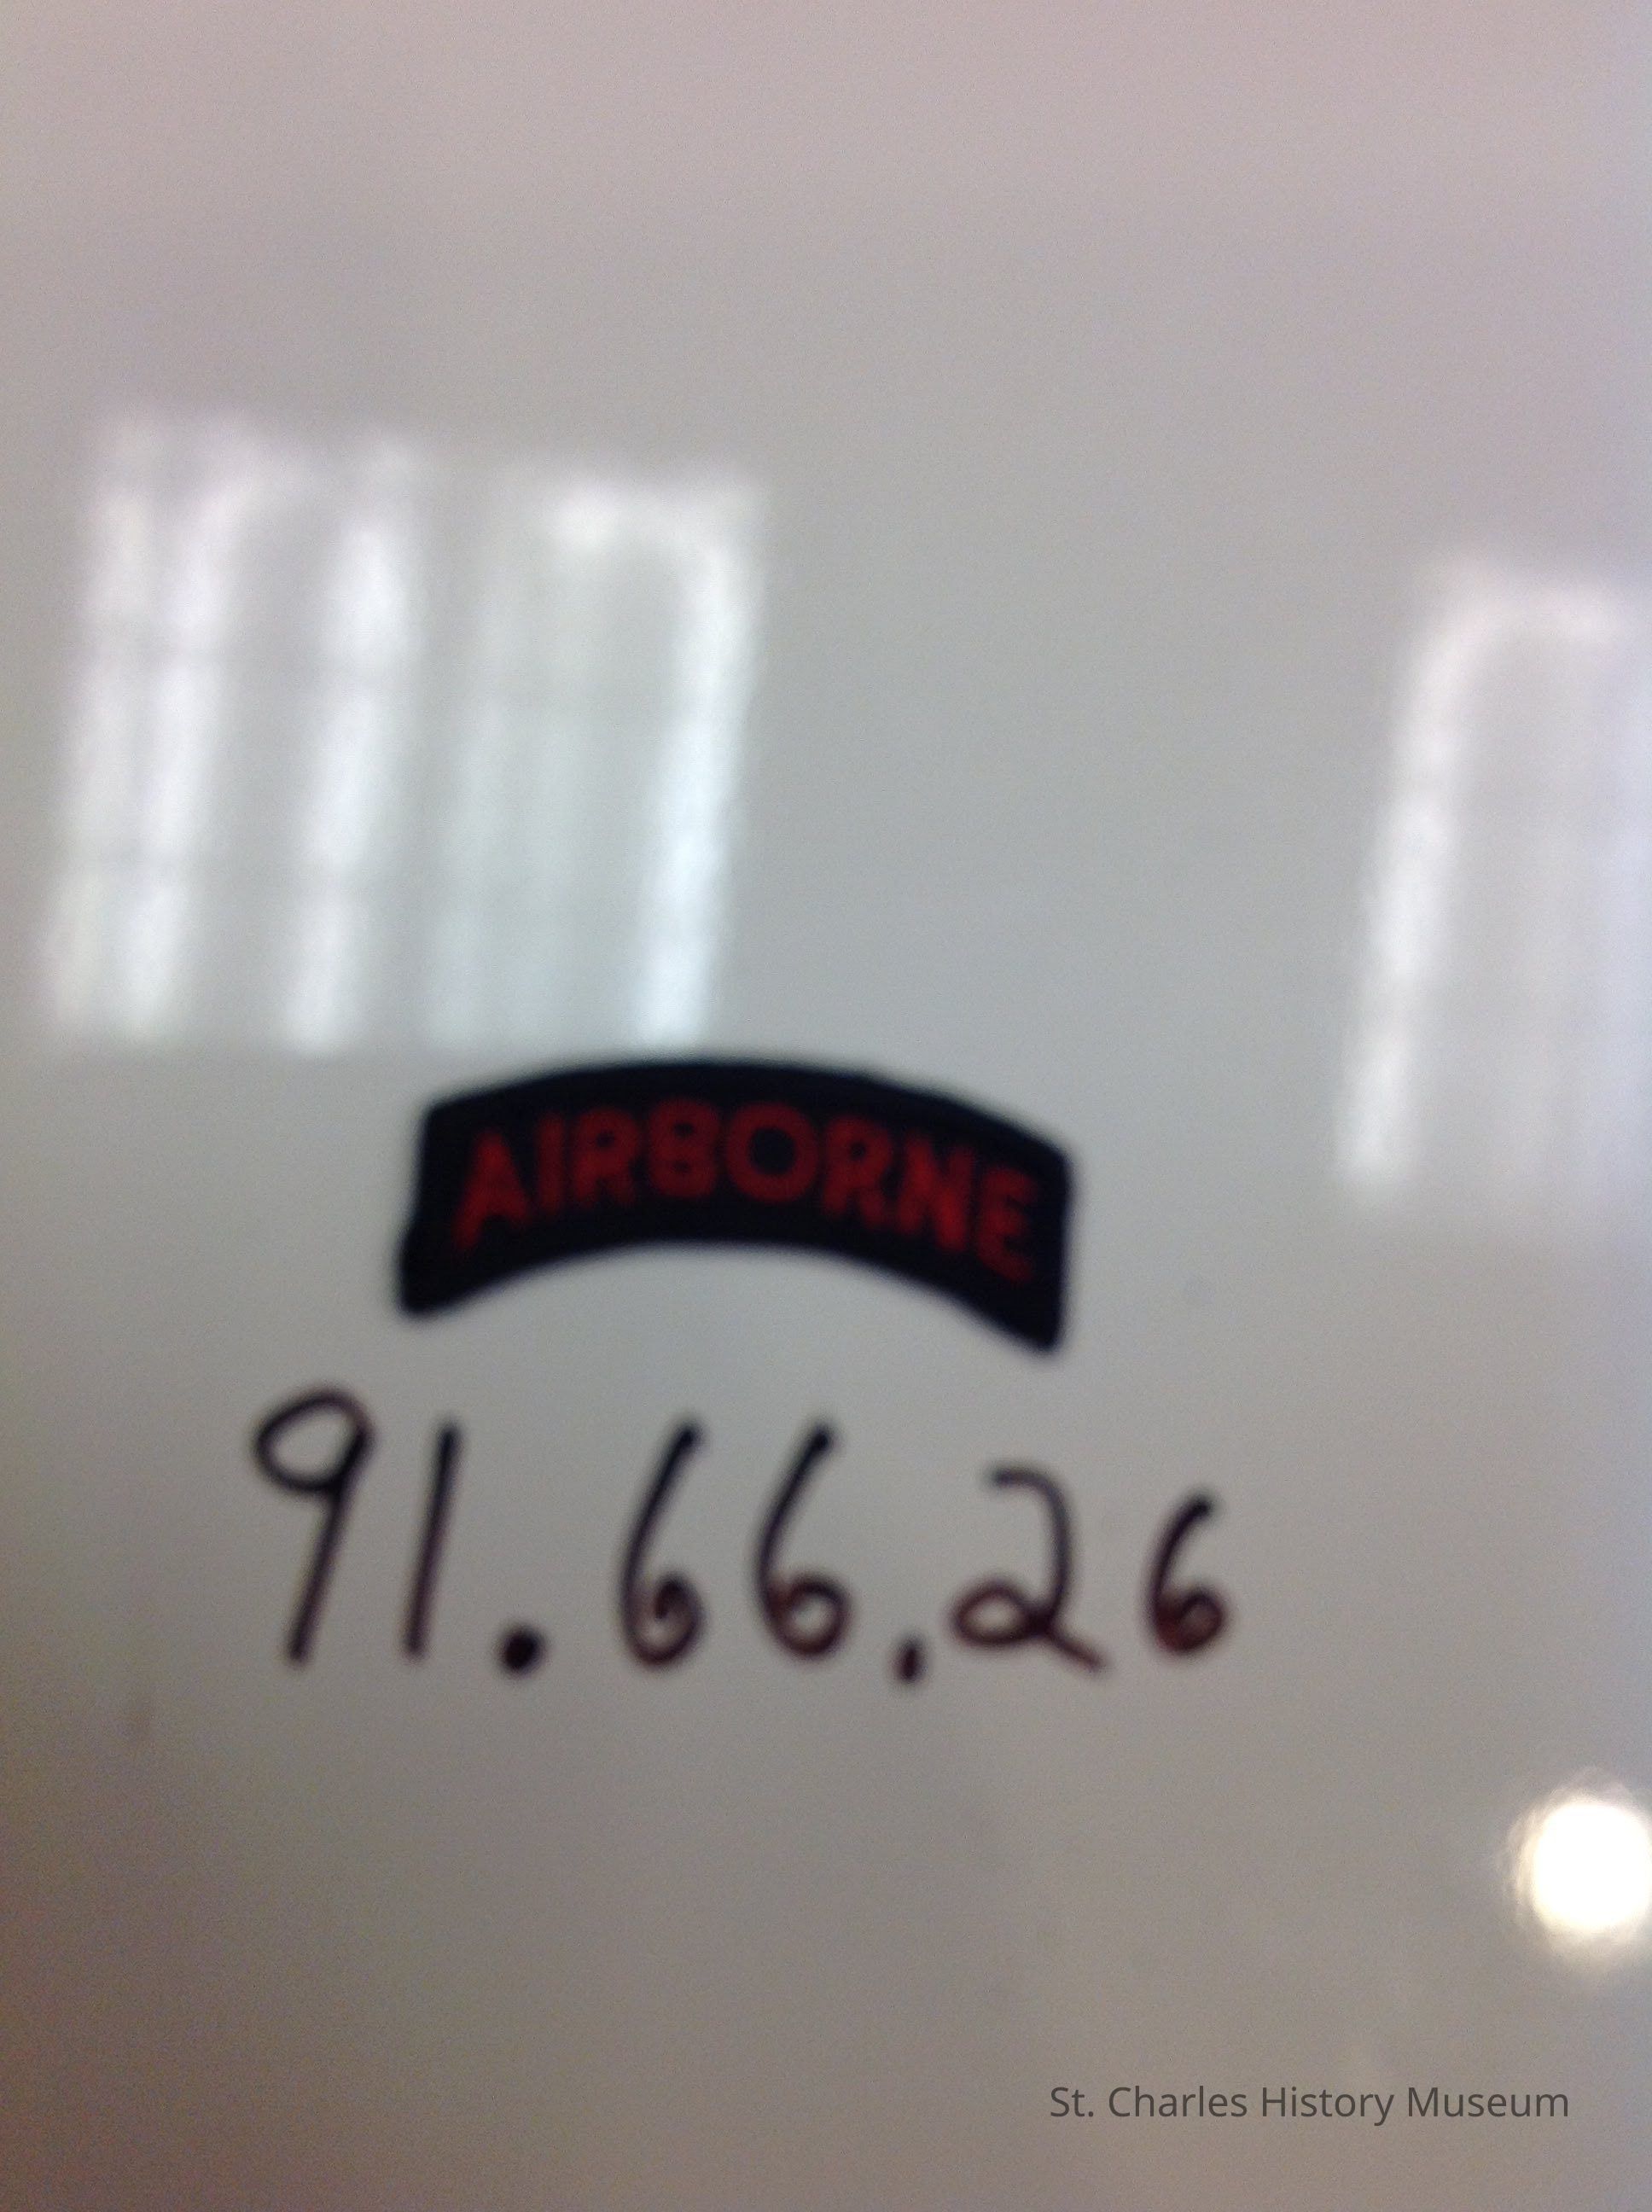 AIRBORNE
91.66.26
St. Charles History Museum